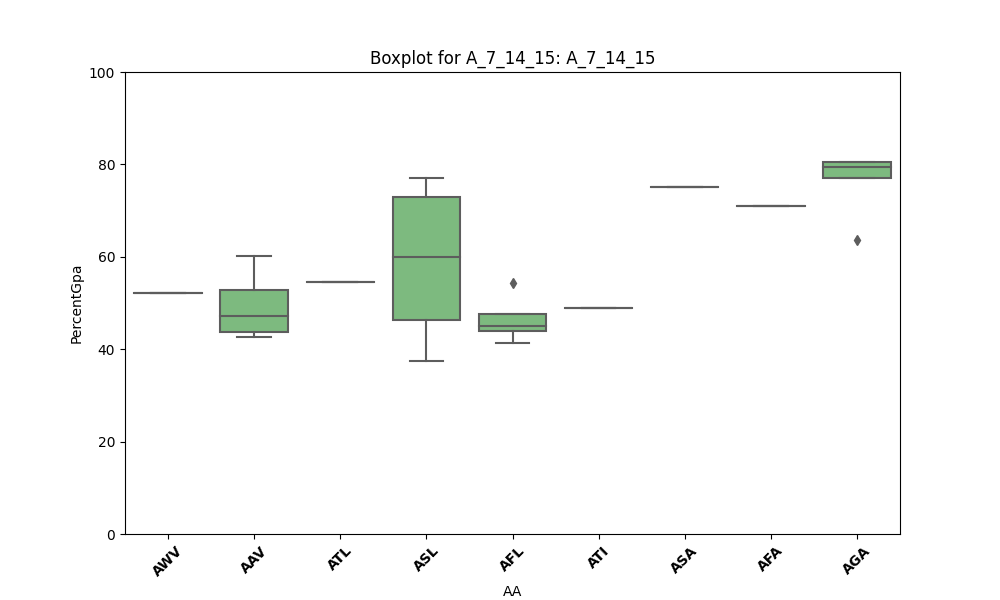 Boxplot for A_7_14_15: A_7_14_15
100
80
60
40
20
0
PercentGpa
AWV
AAV
ATL
ASL
AFL
ATI
ASA
AFA
AGA
AA